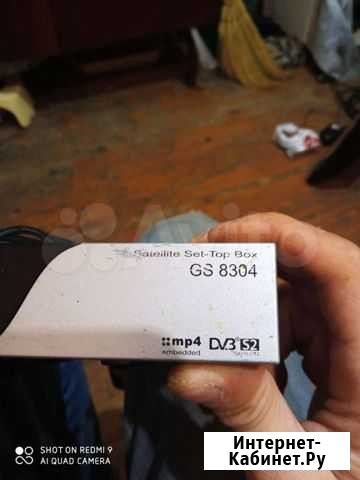 Satellite Set-Top Box
GS 8304
mp4
embedded
DVB S2
SHOT ON REDMI 9
AI QUAD CAMERA
Интернет-
Кабинет.Ру